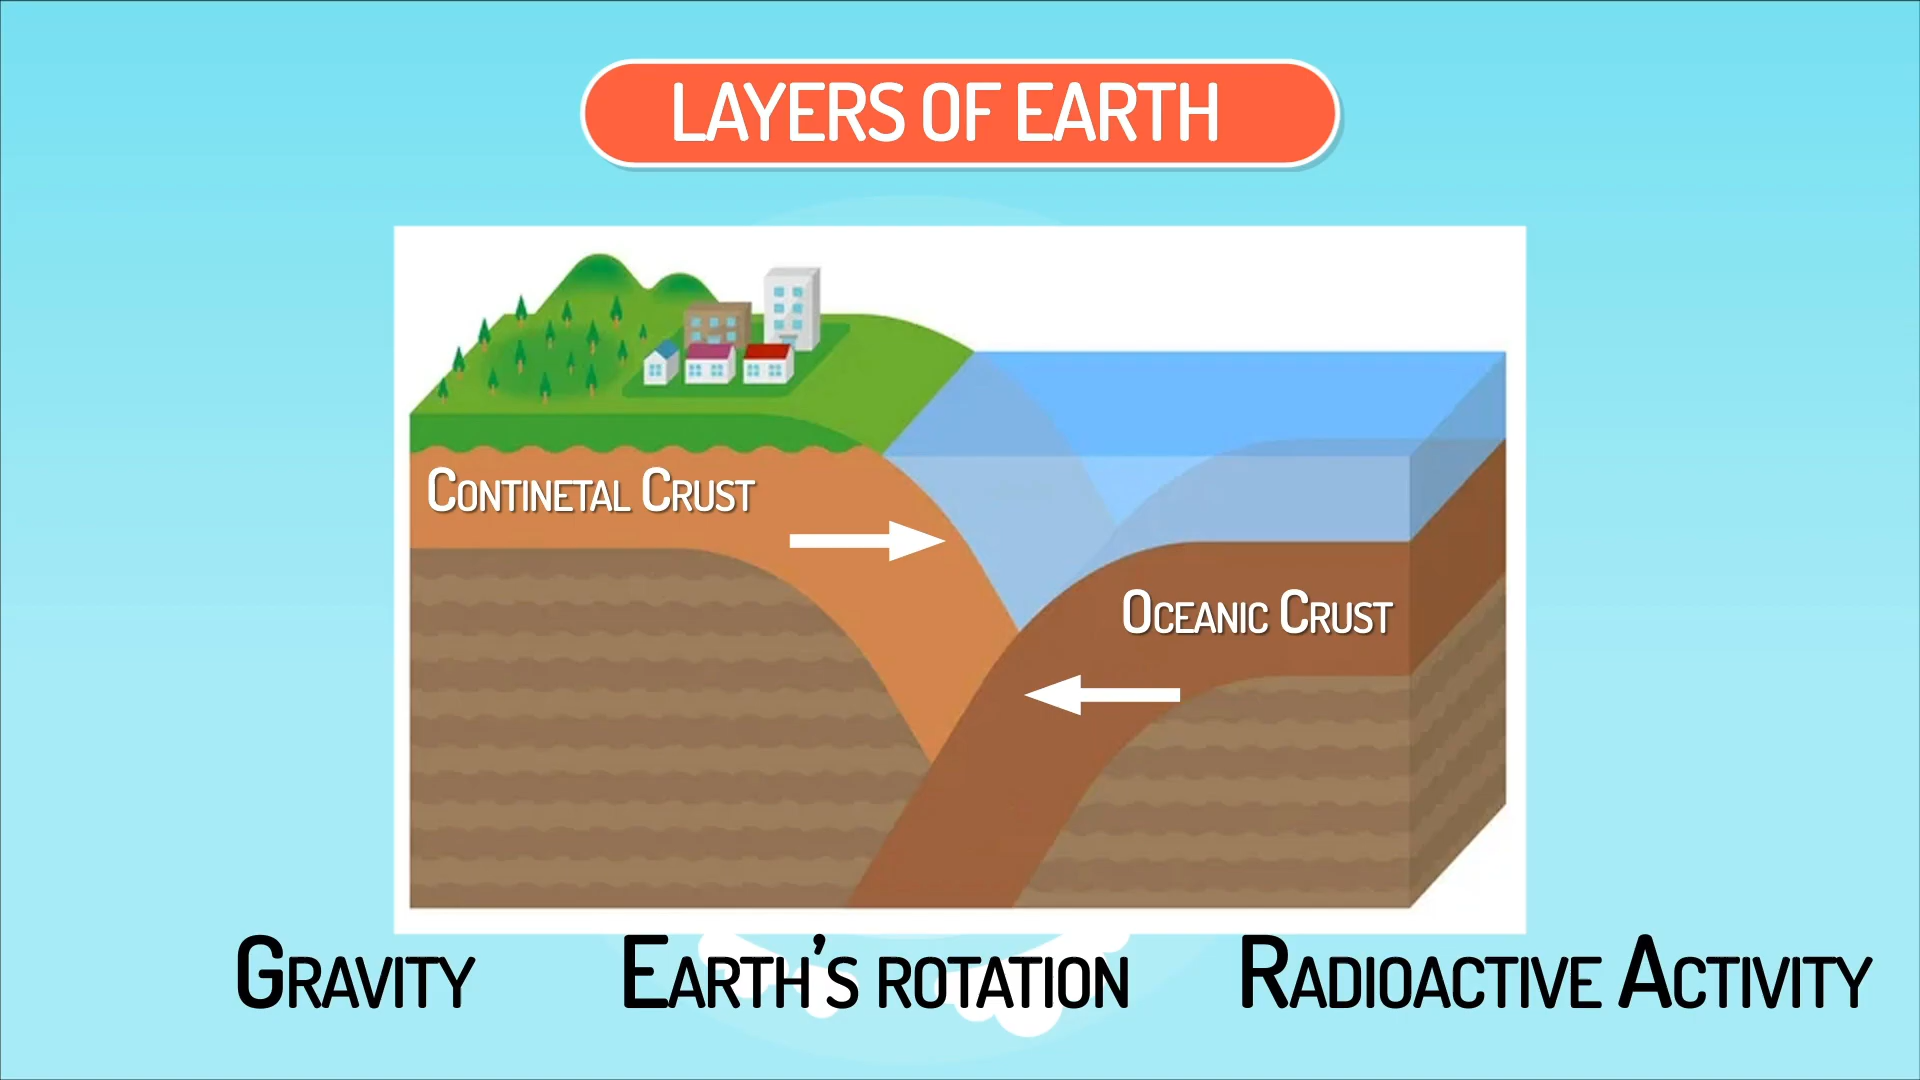 LAYERS OF EARTH
CONTINETAL CRUST
OCEANIC CRUST
GRAVITY
EARTH'S ROTATION
RADIOACTIVE ACTIVITY